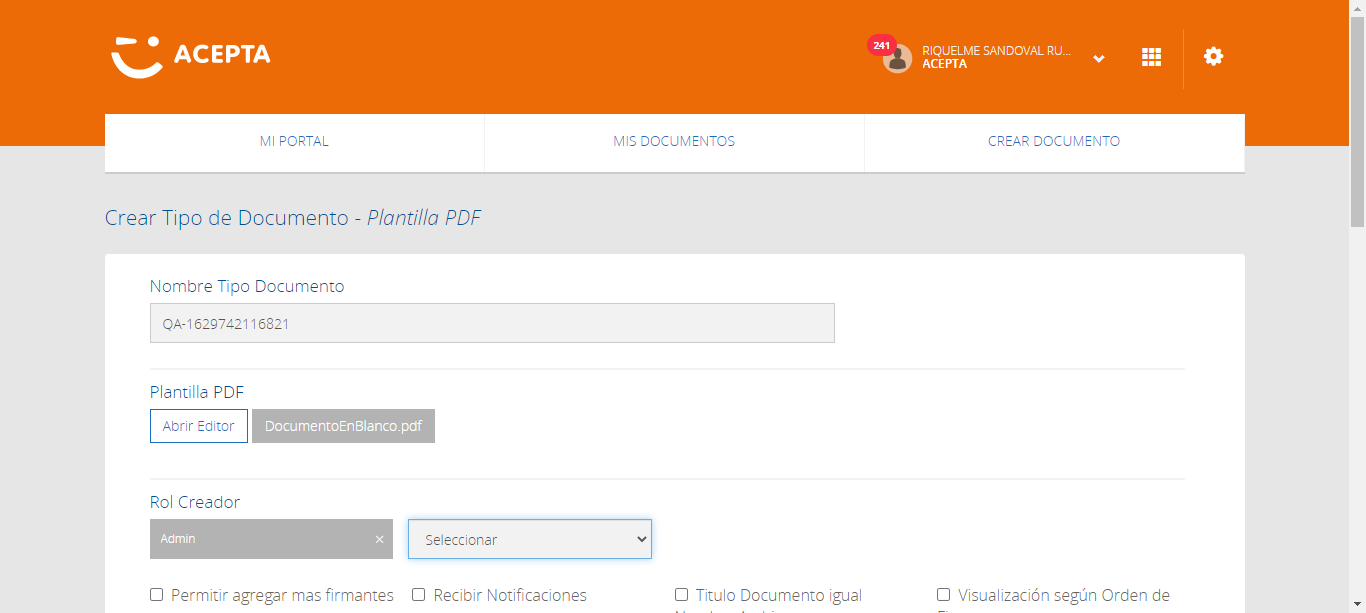 ACEPTA
241
RIQUELME SANDOVAL RU...
ACEPTA
MI PORTAL
MIS DOCUMENTOS
CREAR DOCUMENTO
Crear Tipo de Documento - Plantilla PDF
Nombre Tipo Documento
QA-1629742116821
Plantilla PDF
Abrir Editor
DocumentoEnBlanco.pdf
Rol Creador
Admin ×
Seleccionar
Permitir agregar mas firmantes
Recibir Notificaciones
Titulo Documento igual
Visualización según Orden de